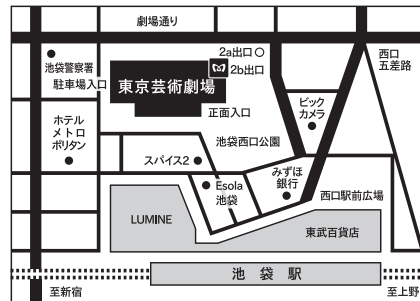 劇場通り
2a出口
西口
五差路
池袋警察署
駐車場入口
東京芸術劇場
2b出口
正面入口
ビック
カメラ
ホテル
メトロ
ポリタン
池袋西口公園
スパイス2
Esola
池袋
みずほ
銀行
西口駅前広場
LUMINE
東武百貨店
池袋駅
至新宿
至上野